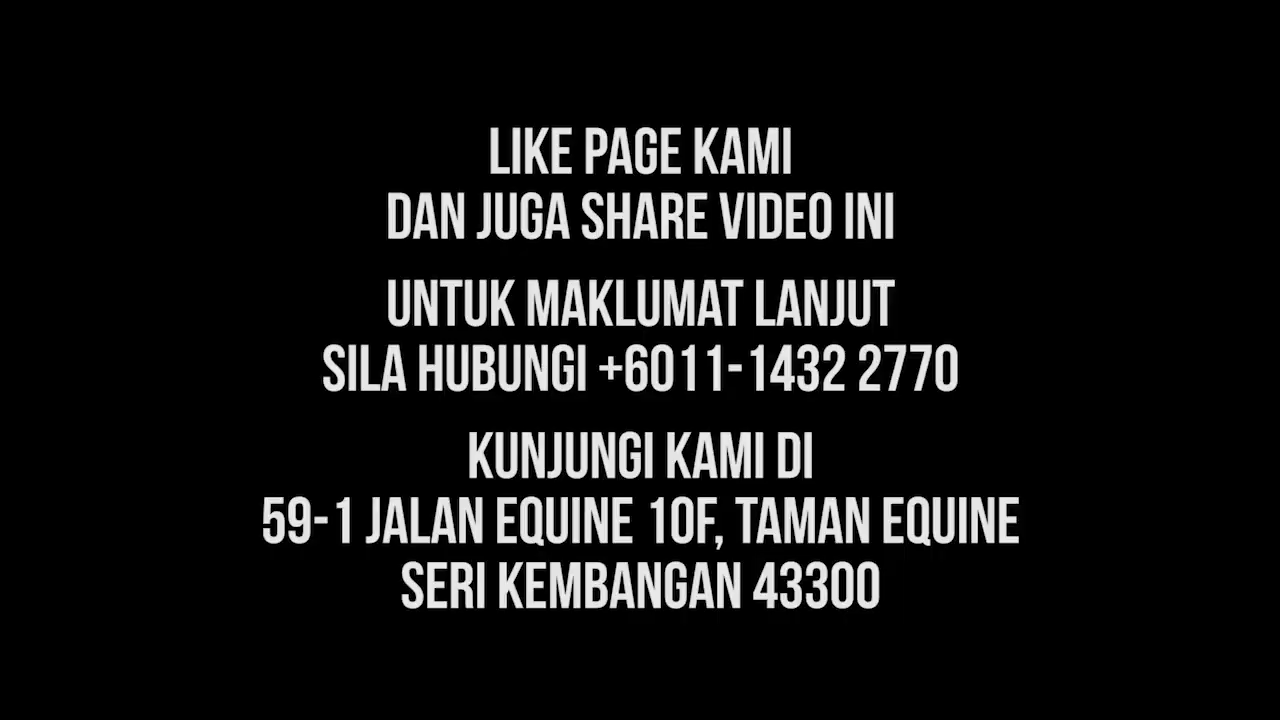 LIKE PAGE KAMI
DAN JUGA SHARE VIDEO INI
UNTUK MAKLUMAT LANJUT
SILA HUBUNGI +6011-1432 2770
KUNJUNGI KAMI DI
59-1 JALAN EQUINE 10F, TAMAN EQUINE
SERI KEMBANGAN 43300